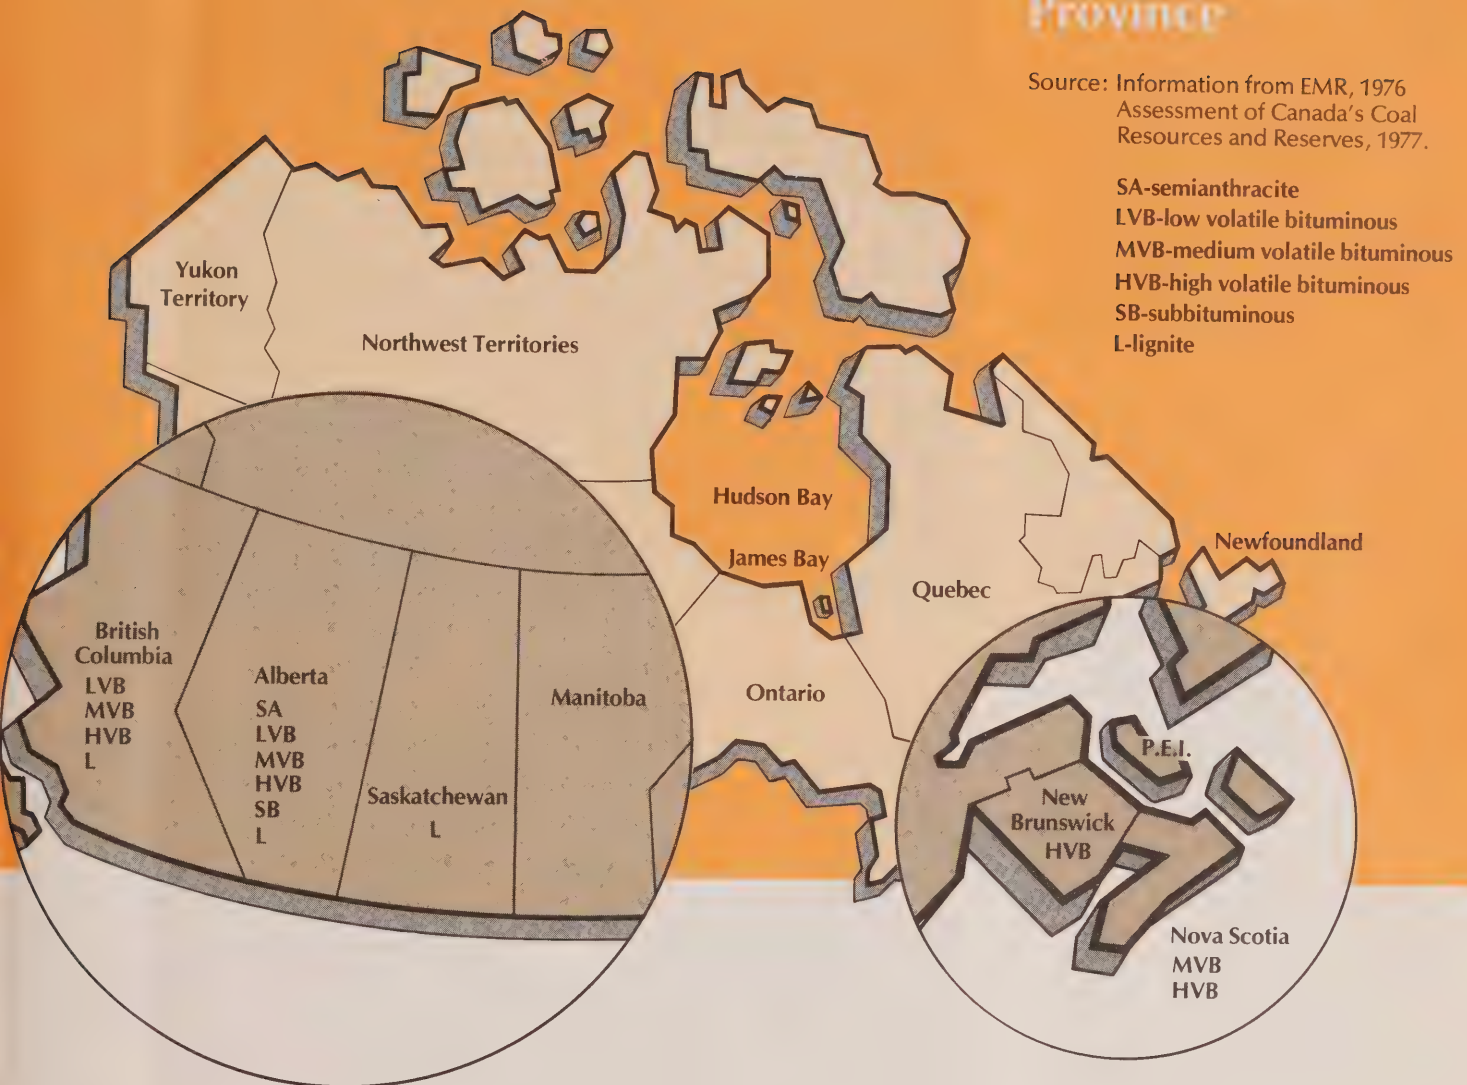 Province
Source: Information from EMR, 1976
Assessment of Canada's Coal
Resources and Reserves, 1977.
SA-semianthracite
LVB-low volatile bituminous
MVB-medium volatile bituminous
HVB-high volatile bituminous
SB-subbituminous
L-lignite
Yukon
Territory
Northwest Territories
Hudson Bay
James Bay
Newfoundland
Quebec
Ontario
British
Columbia
LVB
MVB
HVB
L
Alberta
SA
LVB
MVB
HVB
SB
L
Saskatchewan
L
Manitoba
P.E.I.
New
Brunswick
HVB
Nova Scotia
MVB
HVB